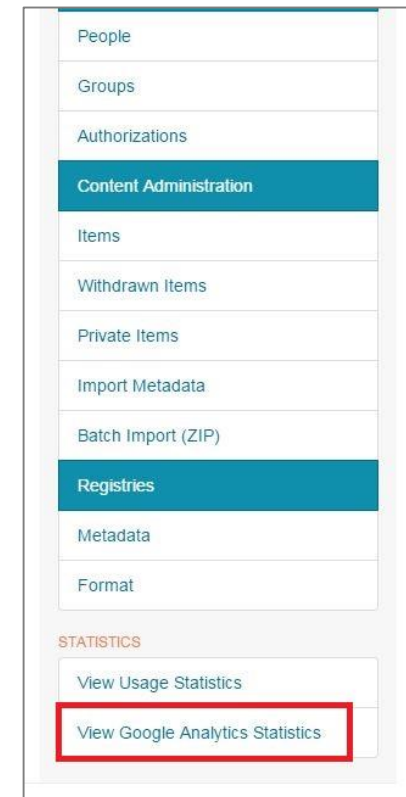 People
Groups
Authorizations
Content Administration
Items
Withdrawn Items
Private Items
Import Metadata
Batch Import (ZIP)
Registries
Metadata
Format
STATISTICS
View Usage Statistics
View Google Analytics Statistics